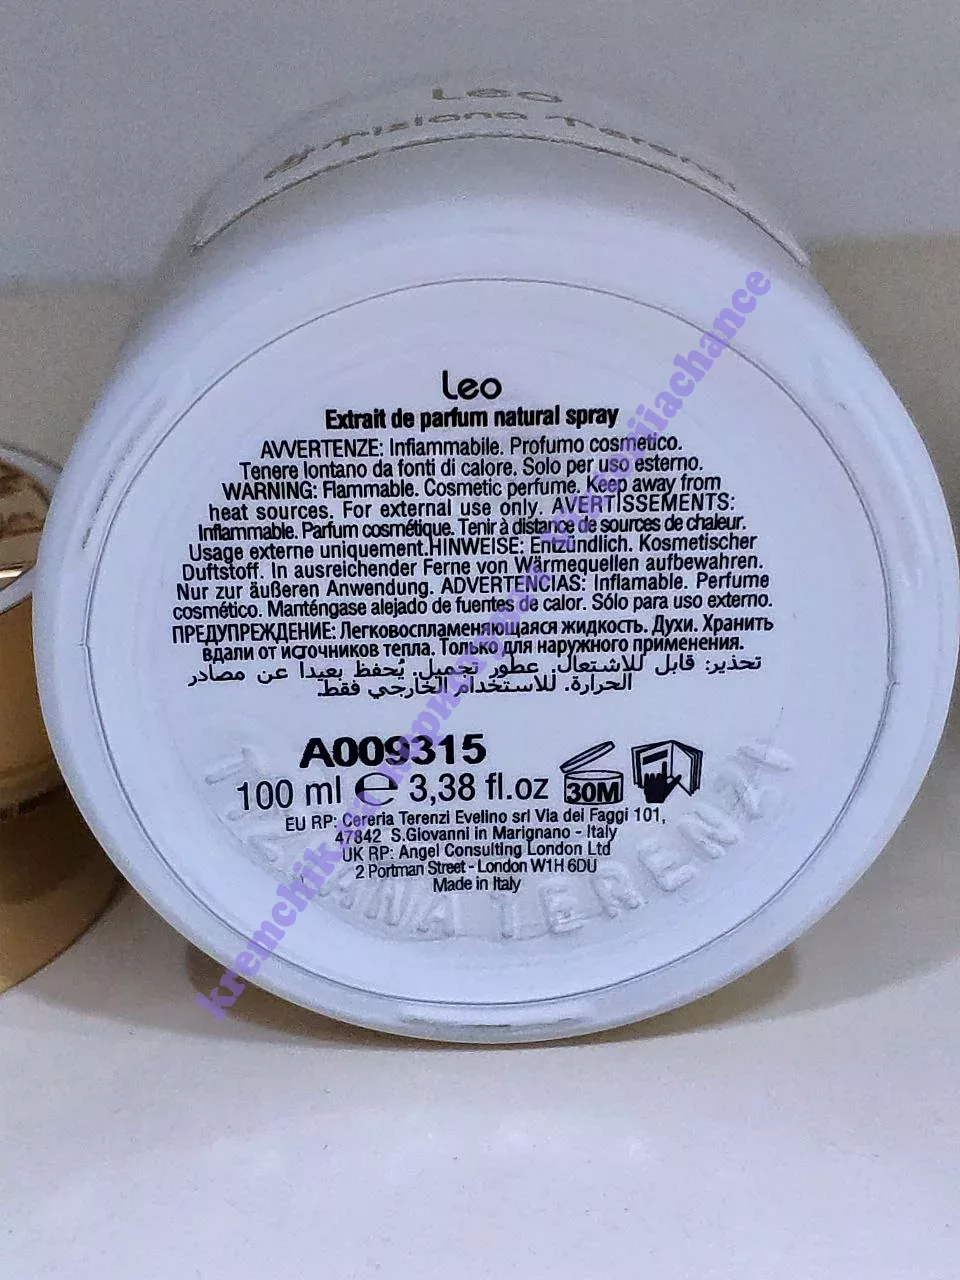 Leo
Tiziana Terenzi
Leo
Extrait de parfum natural spray
AVVERTENZE: Infiammabile. Profumo cosmetico.
Tenere lontano da fonti di calore. Solo per uso esterno.
WARNING: Flammable. Cosmetic perfume. Keep away from
heat sources. For external use only. AVERTISSEMENTS:
Inflammable. Parfum cosmétique. Tenir à distance de sources de chaleur.
Usage externe uniquement.HINWEISE: Entzündlich. Kosmetischer
Duftstoff. In ausreichender Ferne von Wärmequellen aufbewahren.
Nur zur äußeren Anwendung. ADVERTENCIAS: Inflamable. Perfume
cosmético. Manténgase alejado de fuentes de calor. Sólo para uso externo.
ПРЕДУПРЕЖДЕНИЕ: Легковоспламеняющаяся жидкость. Духи. Хранить
вдали от источников тепла. Только для наружного применения.
تحذير: قابل للاشتعال. عطور تجميل. يُحفظ بعيدا عن مصادر
الحرارة. للاستخدام الخارجي فقط
A009315
100 ml ℮ 3,38 fl.oz 30M
EU RP: Cereria Terenzi Evelino srl Via dei Faggi 101,
47842 S.Giovanni in Marignano - Italy
UK RP: Angel Consulting London Ltd
2 Portman Street - London W1H 6DU
Made in Italy
TIZIANA TERENZI